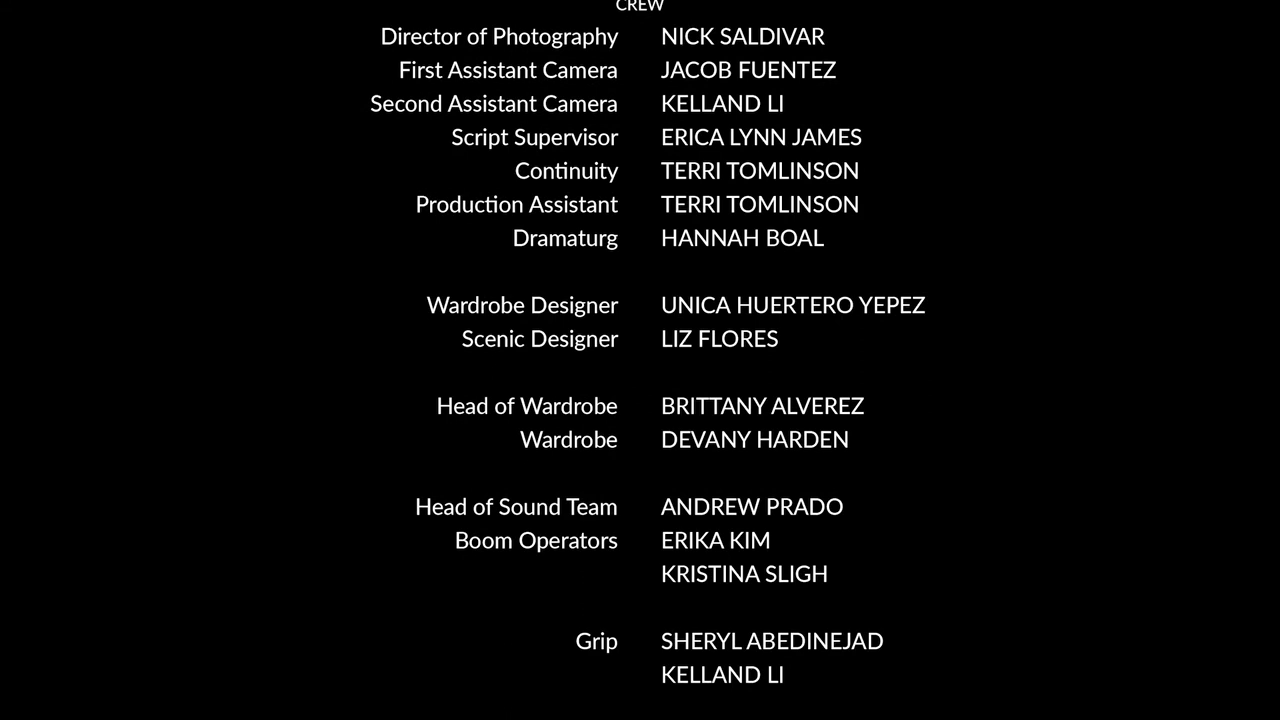 CREW
Director of Photography NICK SALDIVAR
First Assistant Camera JACOB FUENTEZ
Second Assistant Camera KELLAND LI
Script Supervisor ERICA LYNN JAMES
Continuity TERRI TOMLINSON
Production Assistant TERRI TOMLINSON
Dramaturg HANNAH BOAL
Wardrobe Designer UNICA HUERTERO YEPEZ
Scenic Designer LIZ FLORES
Head of Wardrobe BRITTANY ALVEREZ
Wardrobe DEVANY HARDEN
Head of Sound Team ANDREW PRADO
Boom Operators ERIKA KIM
KRISTINA SLIGH
Grip SHERYL ABEDINEJAD
KELLAND LI